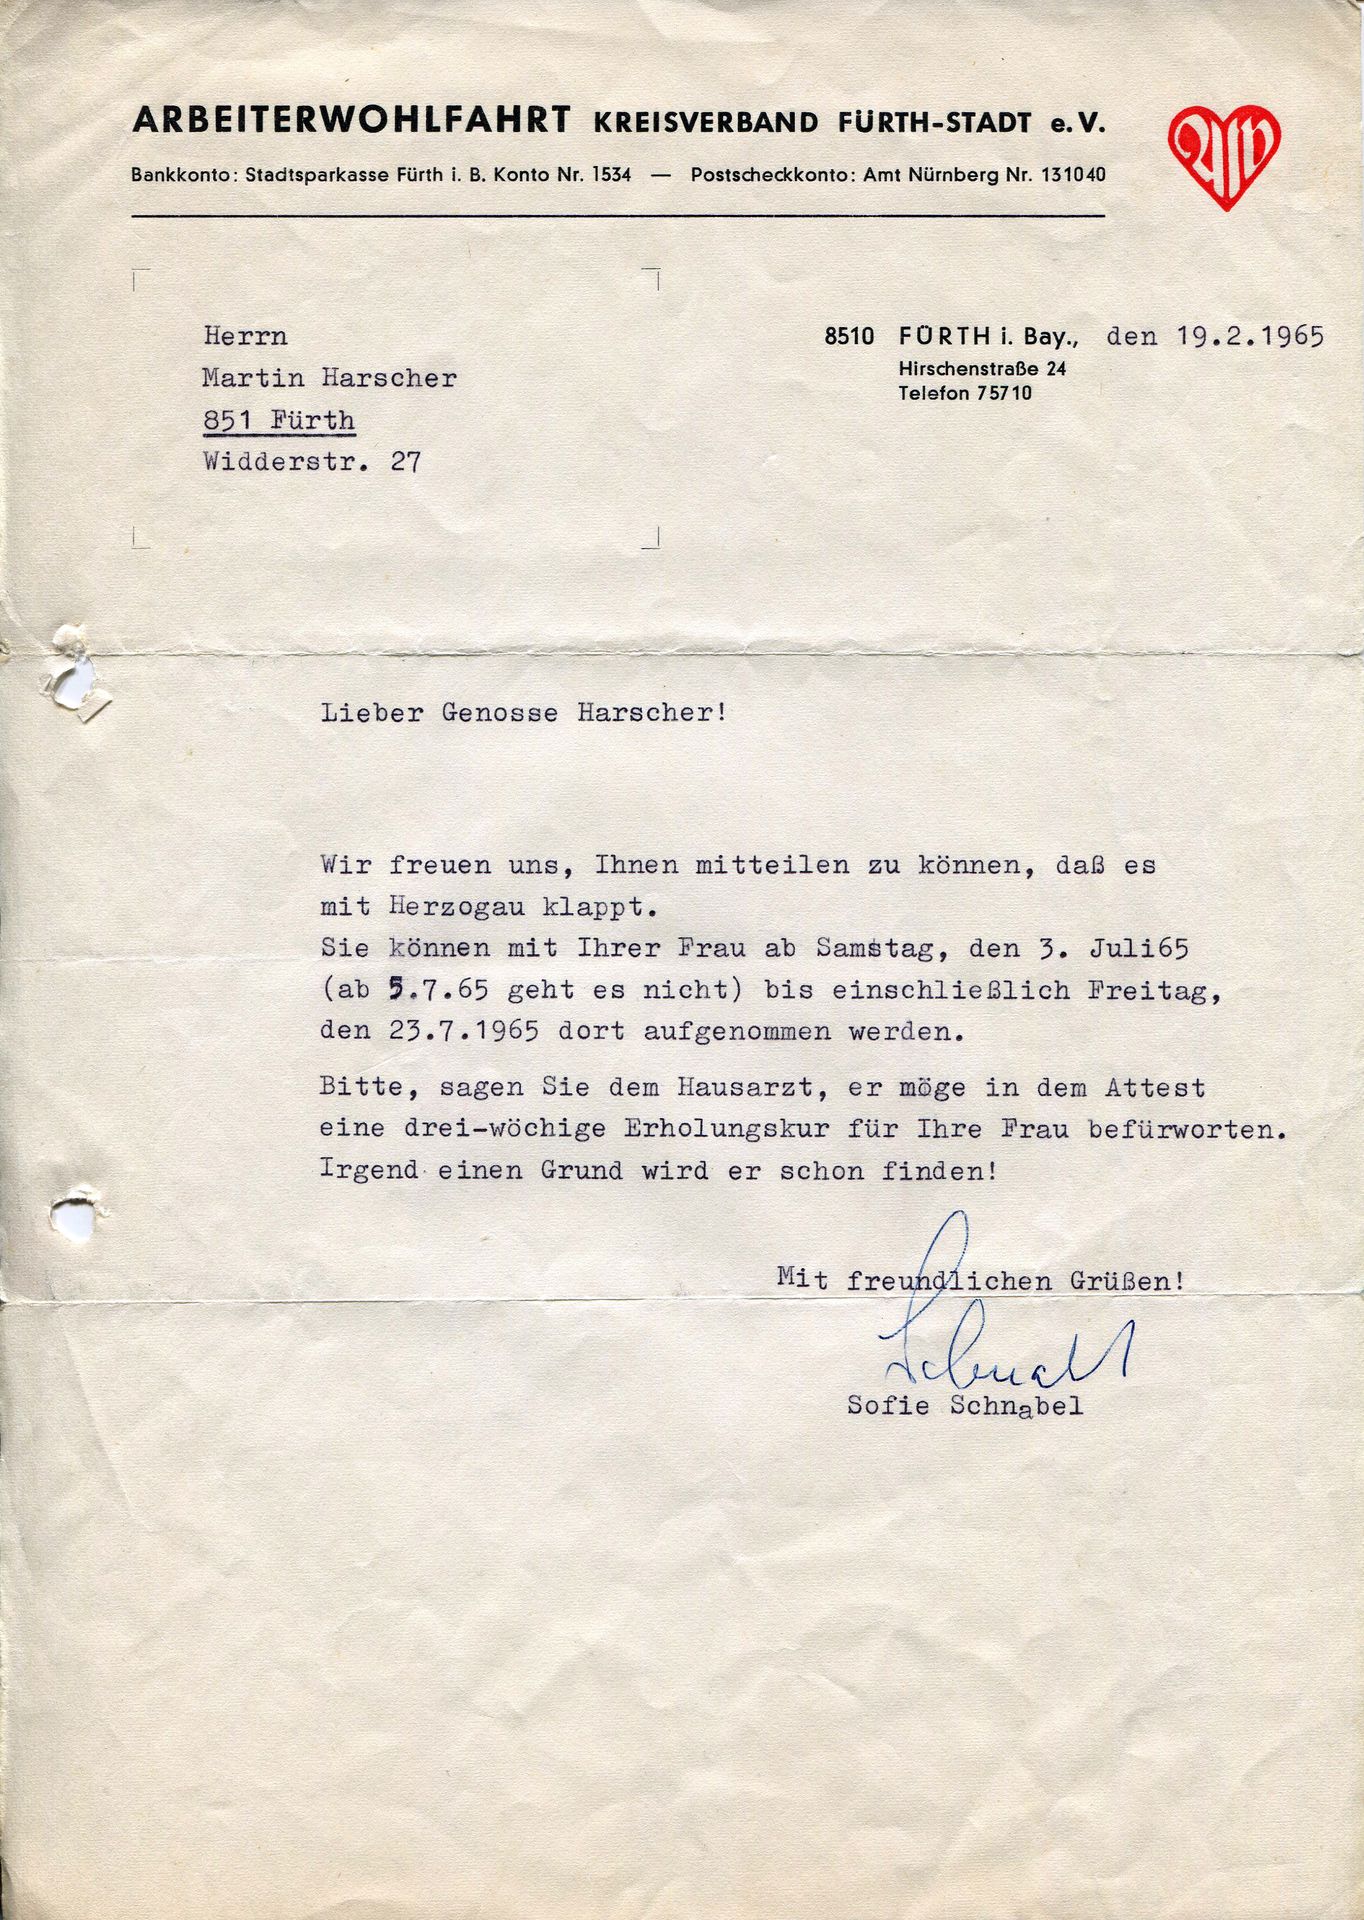 ARBEITERWOHLFAHRT KREISVERBAND FÜRTH-STADT e.V.
Bankkonto: Stadtsparkasse Fürth i. B. Konto Nr. 1534 — Postscheckkonto: Amt Nürnberg Nr. 131040
AW
Herrn
Martin Harscher
851 Fürth
Widderstr. 27
8510 FÜRTH i. Bay., den 19.2.1965
Hirschenstraße 24
Telefon 75710
Lieber Genosse Harscher!
Wir freuen uns, Ihnen mitteilen zu können, daß es
mit Herzogau klappt.
Sie können mit Ihrer Frau ab Samstag, den 3. Juli65
(ab 5.7.65 geht es nicht) bis einschließlich Freitag,
den 23.7.1965 dort aufgenommen werden.
Bitte, sagen Sie dem Hausarzt, er möge in dem Attest
eine drei-wöchige Erholungskur für Ihre Frau befürworten.
Irgend einen Grund wird er schon finden!
Mit freundlichen Grüßen!
Schnabel
Sofie Schnabel